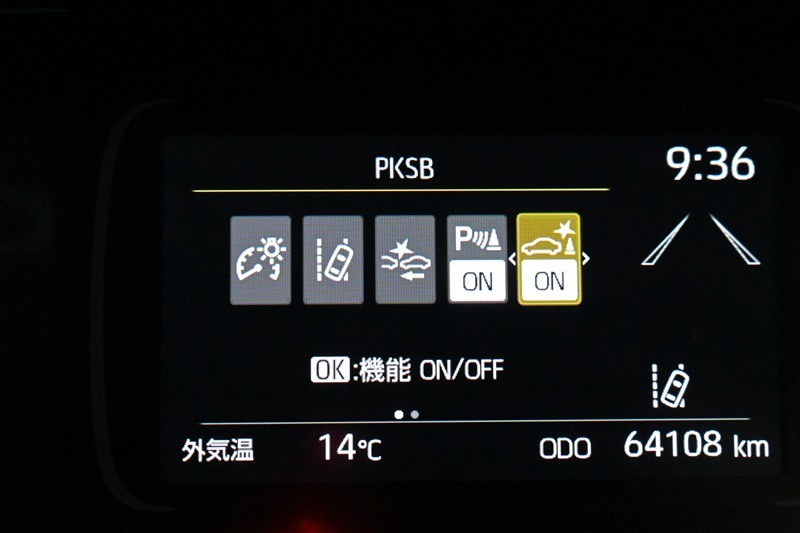 PKSB
9:36
P
ON
ON
OK:機能 ON/OFF
外気温 14℃ ODO 64108 km